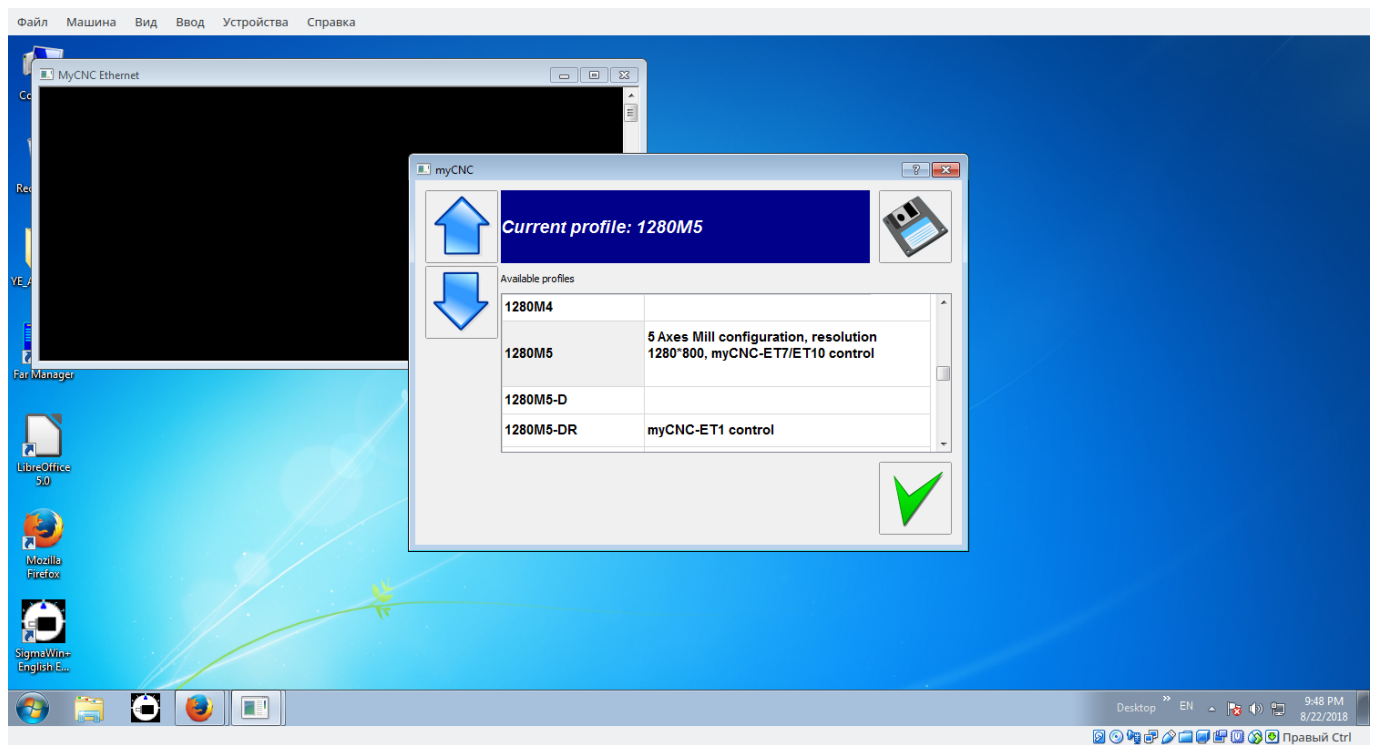 Файл Машина Вид Ввод Устройства Справка
MyCNC Ethernet
myCNC
Current profile: 1280M5
Available profiles
1280M4
1280M5
5 Axes Mill configuration, resolution
1280*800, myCNC-ET7/ET10 control
1280M5-D
1280M5-DR myCNC-ET1 control
Far Manager
LibreOffice
5.0
Mozilla
Firefox
SigmaWin+
English E...
Desktop EN 9:48 PM
8/22/2018
Правый Ctrl